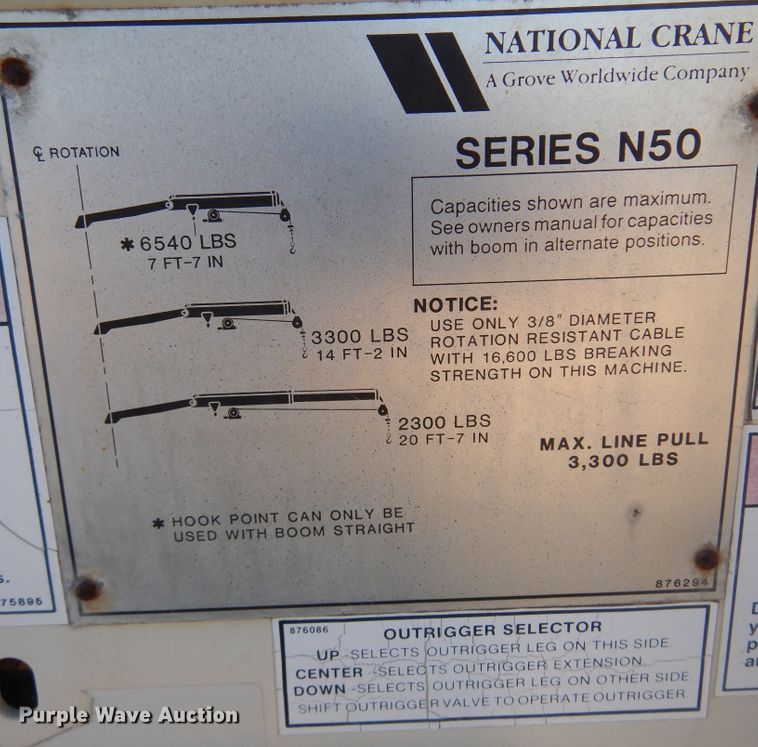 NATIONAL CRANE
A Grove Worldwide Company
SERIES N50
℄ ROTATION
Capacities shown are maximum.
See owners manual for capacities
with boom in alternate positions.
* 6540 LBS
7 FT-7 IN
NOTICE:
USE ONLY 3/8" DIAMETER
ROTATION RESISTANT CABLE
WITH 16,600 LBS BREAKING
STRENGTH ON THIS MACHINE.
3300 LBS
14 FT-2 IN
2300 LBS
20 FT-7 IN
MAX. LINE PULL
3,300 LBS
* HOOK POINT CAN ONLY BE
USED WITH BOOM STRAIGHT
876294
S.
75895
876086
OUTRIGGER SELECTOR
UP -SELECTS OUTRIGGER LEG ON THIS SIDE
CENTER -SELECTS OUTRIGGER EXTENSION
DOWN -SELECTS OUTRIGGER LEG ON OTHER SIDE
SHIFT OUTRIGGER VALVE TO OPERATE OUTRIGGER
Purple Wave Auction